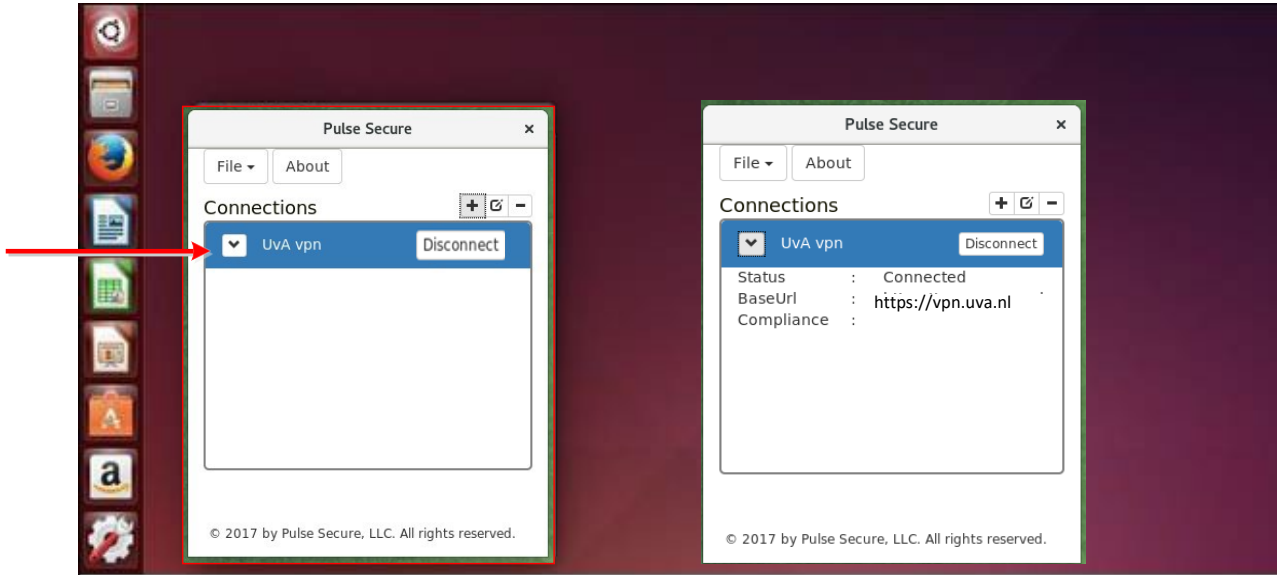 Pulse Secure
File
About
Connections
UvA vpn
Disconnect
© 2017 by Pulse Secure, LLC. All rights reserved.
Pulse Secure
File
About
Connections
UvA vpn
Disconnect
Status : Connected
BaseUrl : https://vpn.uva.nl
Compliance :
© 2017 by Pulse Secure, LLC. All rights reserved.
a